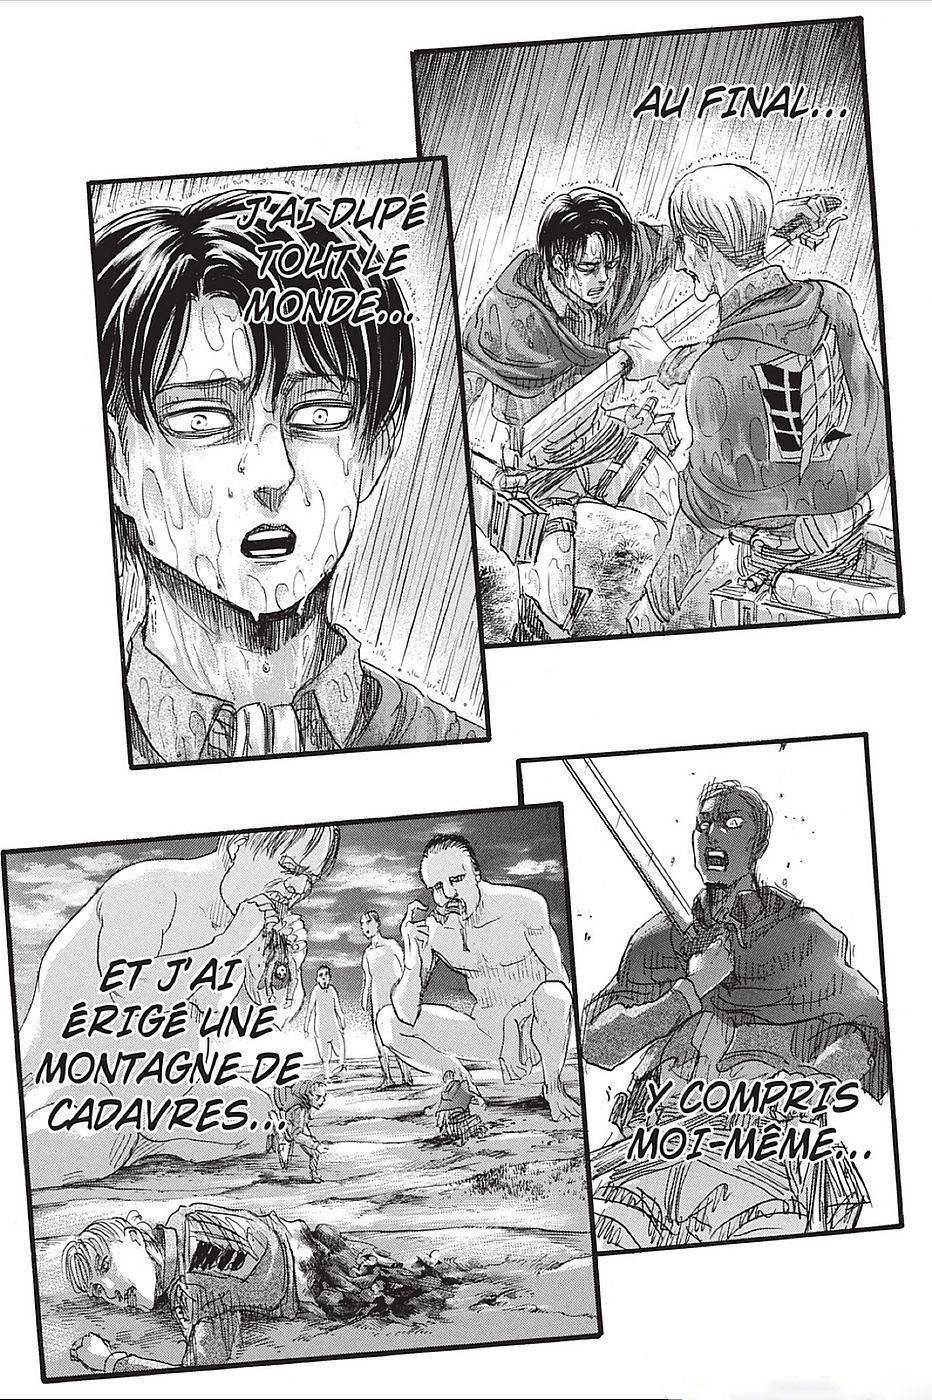 AU FINAL...
J'AI DUPÉ
TOUT LE
MONDE...
Y COMPRIS
MOI-MÊME...
ET J'AI
ÉRIGÉ UNE
MONTAGNE DE
CADAVRES...